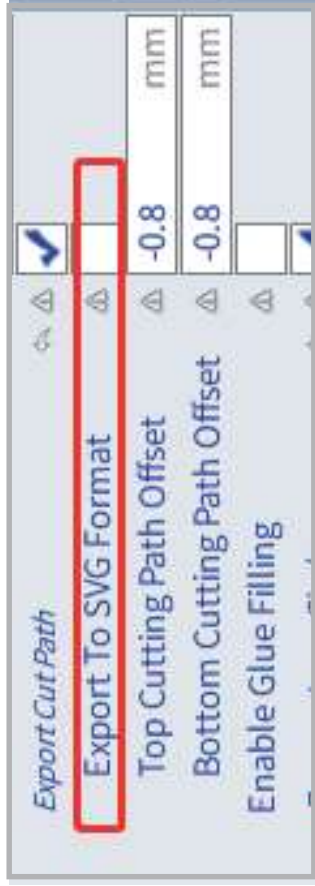 Export Cut Path
Export To SVG Format
Top Cutting Path Offset -0.8 mm
Bottom Cutting Path Offset -0.8 mm
Enable Glue Filling